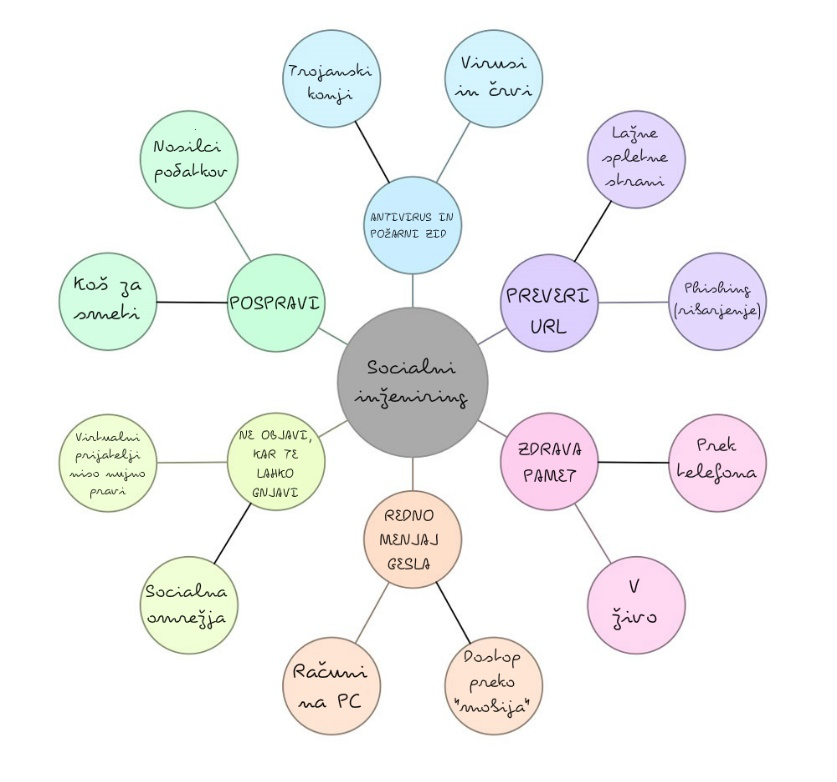 Trojanski
konji
Virusi
in črvi
ANTIVIRUS IN
POŽARNI ZID
Lažne
spletne
strani
Phishing
(ribarjenje)
PREVERI
URL
Nosilci
podatkov
Koš za
smeti
POSPRAVI
Socialni
inženiring
Virtualni
prijatelji
niso nujno
pravi
NE OBJAVI,
KAR TE
LAHKO
GNJAVI
Socialna
omrežja
ZDRAVA
PAMET
Prek
telefona
V
živo
REDNO
MENJAJ
GESLA
Računi
na PC
Dostop
preko
"mobija"